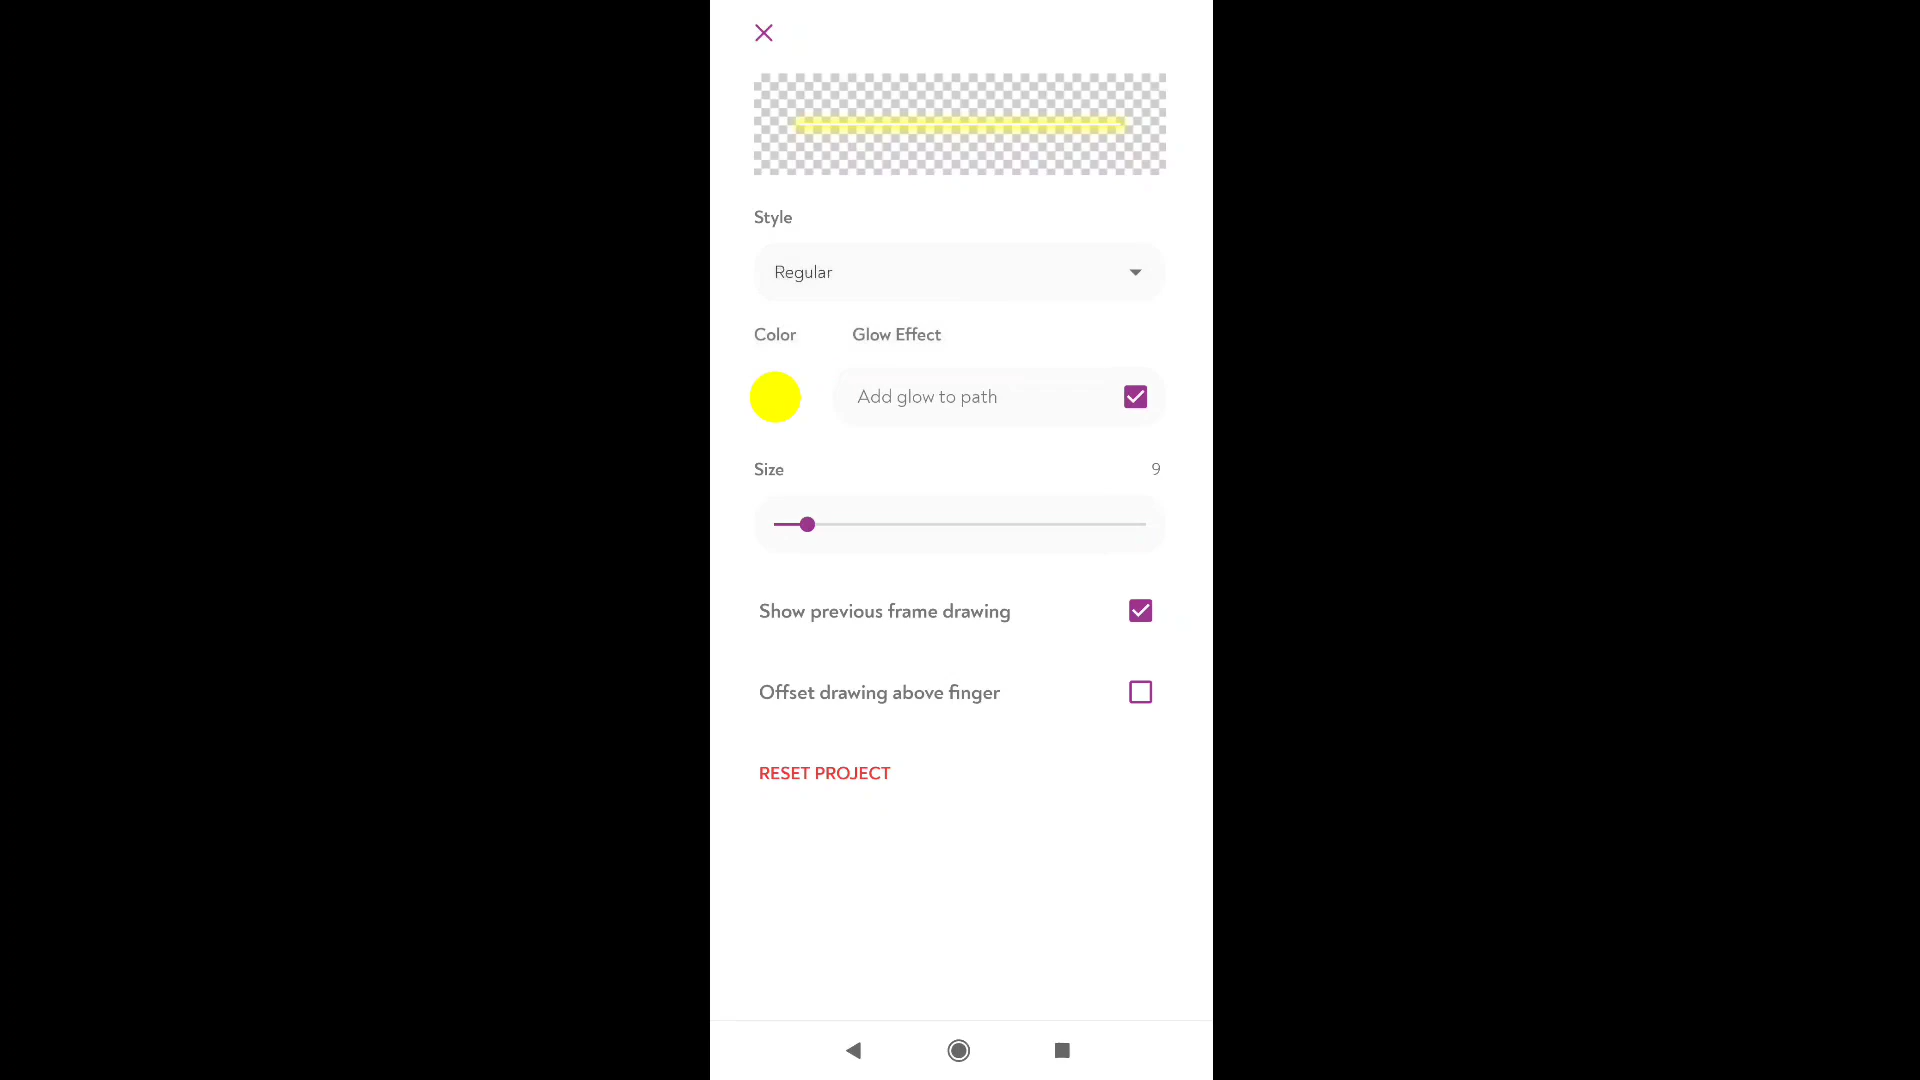 Style
Regular
Color Glow Effect
Add glow to path
Size 9
Show previous frame drawing
Offset drawing above finger
RESET PROJECT